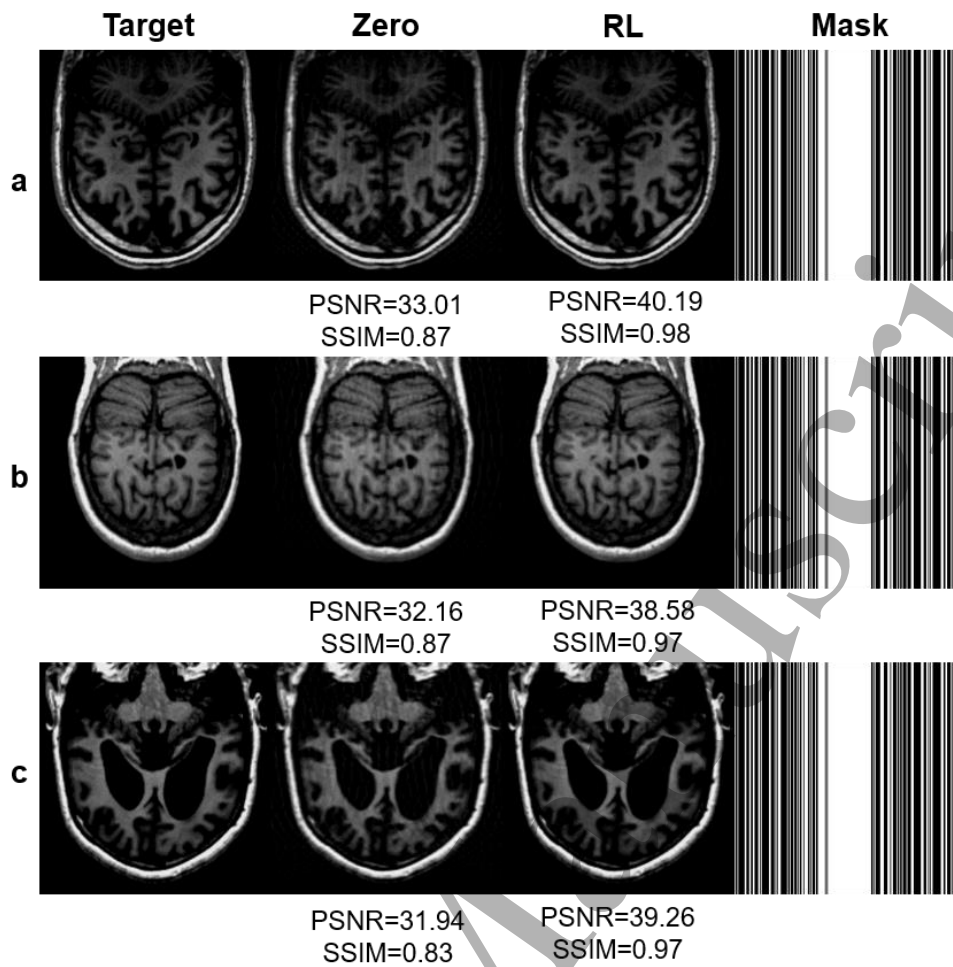 Target Zero RL Mask
a
PSNR=33.01 PSNR=40.19
SSIM=0.87 SSIM=0.98
b
PSNR=32.16 PSNR=38.58
SSIM=0.87 SSIM=0.97
c
PSNR=31.94 PSNR=39.26
SSIM=0.83 SSIM=0.97